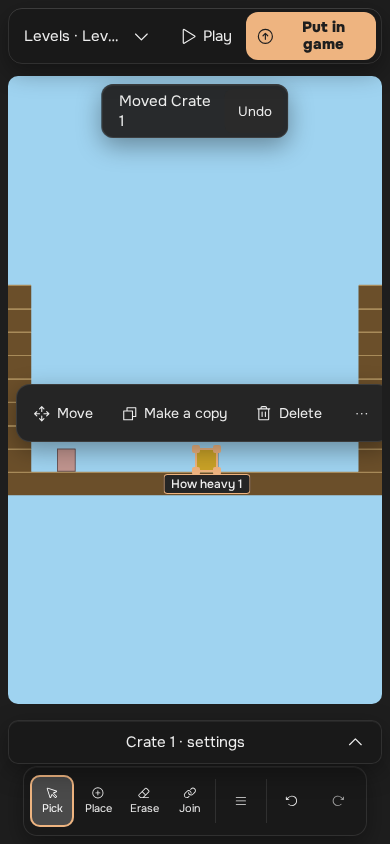 Levels · Lev...
Play
Put in
game
Moved Crate
1
Undo
Move
Make a copy
Delete
How heavy 1
Crate 1 · settings
Pick
Place
Erase
Join